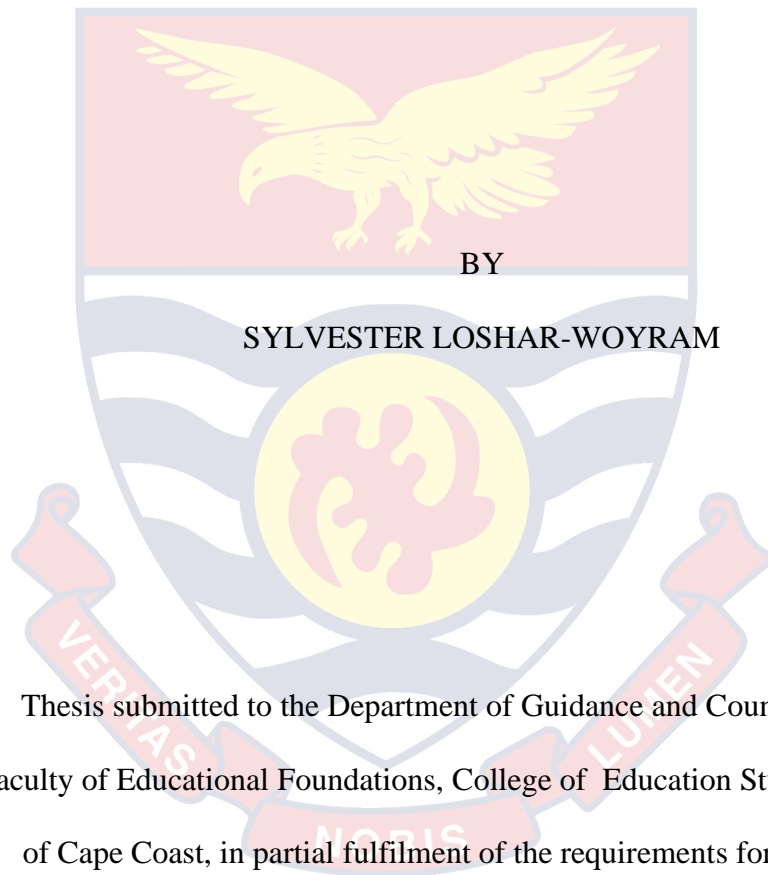 BY
SYLVESTER LOSHAR-WOYRAM
Thesis submitted to the Department of Guidance and Coun
aculty of Educational Foundations, College of Education St
of Cape Coast, in partial fulfilment of the requirements for
VERITAS
NOBIS
LUMEN